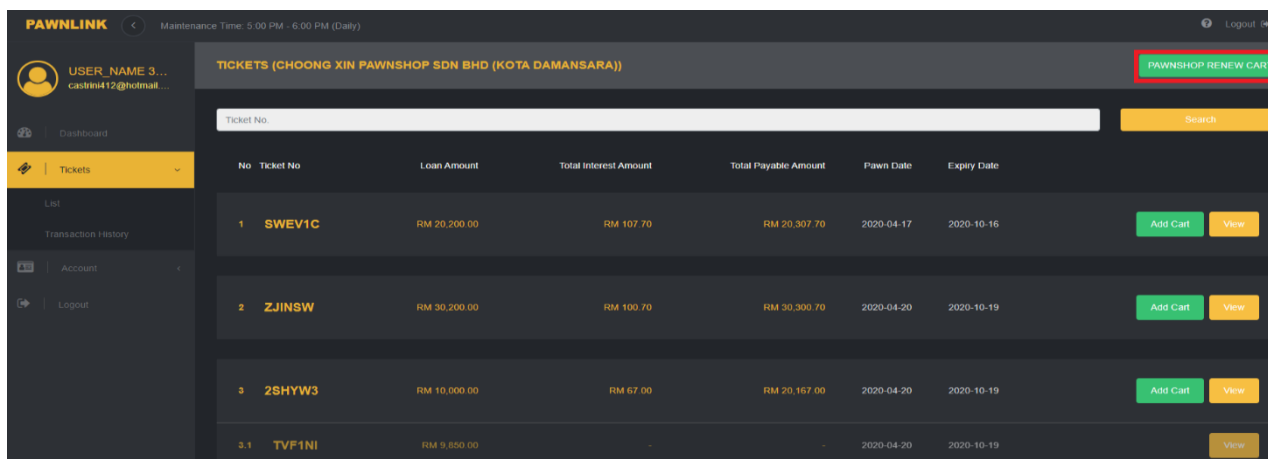 PAWNLINK Maintenance Time: 5:00 PM - 6:00 PM (Daily) Logout
USER_NAME 3...
castrini412@hotmail....
TICKETS (CHOONG XIN PAWNSHOP SDN BHD (KOTA DAMANSARA))
PAWNSHOP RENEW CART
Ticket No. Search
Dashboard
Tickets
List
Transaction History
Account
Logout
No Ticket No Loan Amount Total Interest Amount Total Payable Amount Pawn Date Expiry Date
1 SWEV1C RM 20,200.00 RM 107.70 RM 20,307.70 2020-04-17 2020-10-16 Add Cart View
2 ZJINSW RM 30,200.00 RM 100.70 RM 30,300.70 2020-04-20 2020-10-19 Add Cart View
3 2SHYW3 RM 10,000.00 RM 67.00 RM 20,167.00 2020-04-20 2020-10-19 Add Cart View
3.1 TVF1NI RM 9,850.00 - - 2020-04-20 2020-10-19 View